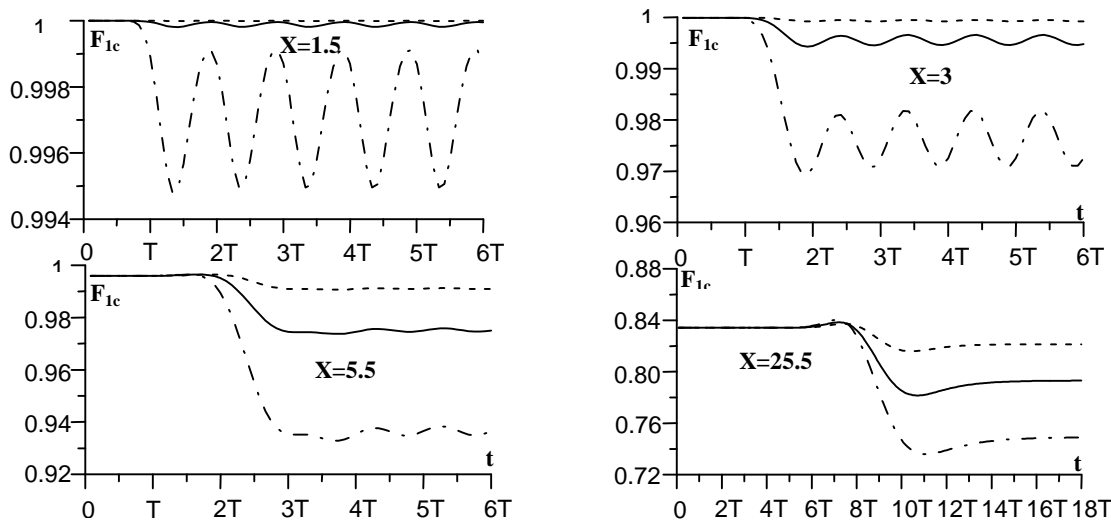 1
F1c
X=1.5
0.998
0.996
0.994
0 T 2T 3T 4T 5T 6T
1
F1c
0.99
X=3
0.98
0.97
0.96
t
0 T 2T 3T 4T 5T 6T
1
F1c
0.98
0.96
X=5.5
0.94
0.92
t
0 T 2T 3T 4T 5T 6T
0.88
F1c
0.84
X=25.5
0.80
0.76
0.72
t
0 2T 4T 6T 8T 10T 12T 14T 16T 18T